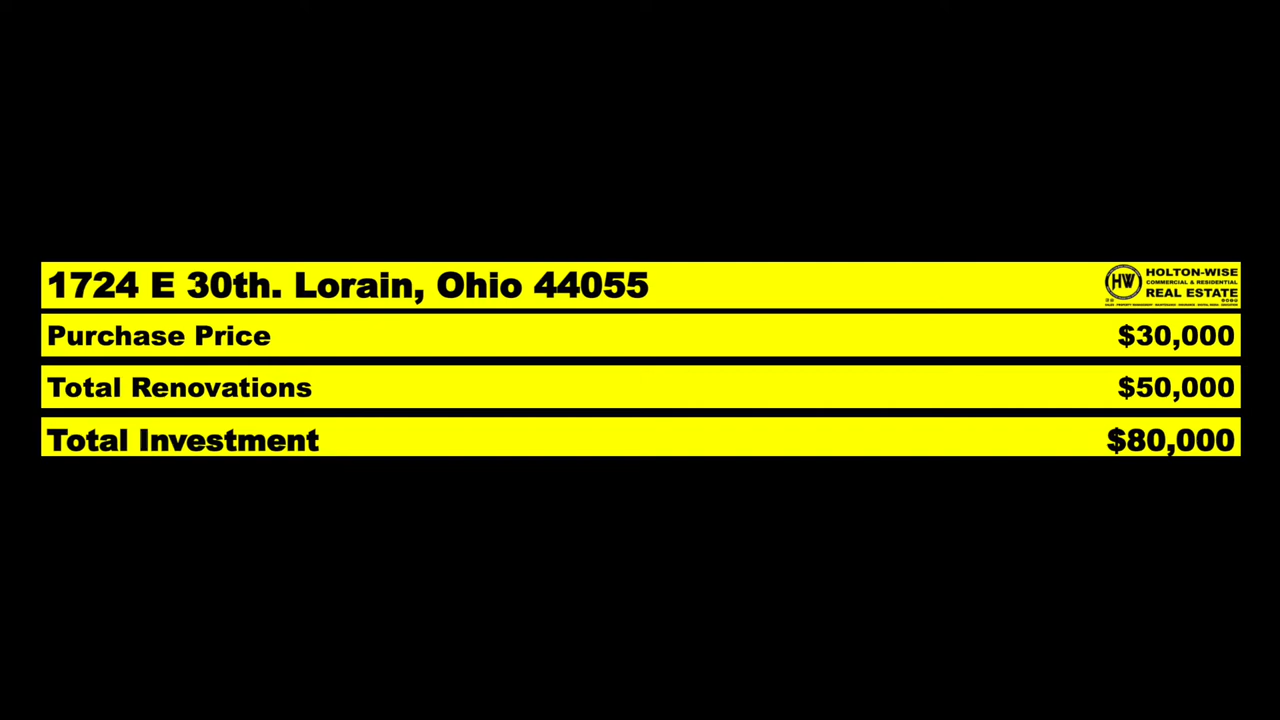 1724 E 30th. Lorain, Ohio 44055
HW
HOLTON-WISE
COMMERCIAL & RESIDENTIAL
REAL ESTATE
Purchase Price $30,000
Total Renovations $50,000
Total Investment $80,000